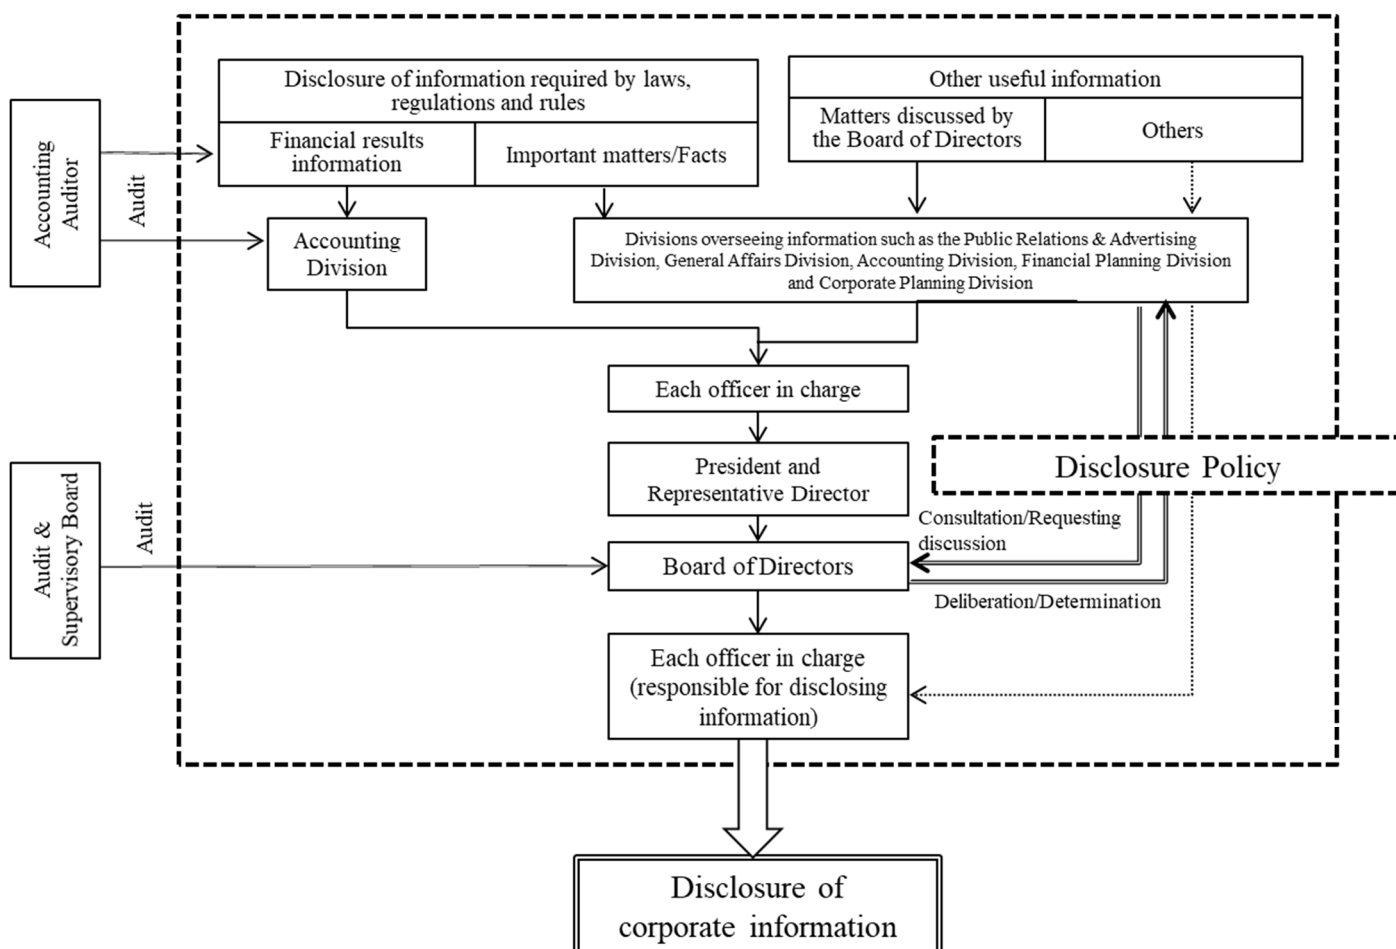 Disclosure of information required by laws,
regulations and rules
Financial results
information
Important matters/Facts
Other useful information
Matters discussed by
the Board of Directors
Others
Accounting
Auditor
Audit
Accounting
Division
Divisions overseeing information such as the Public Relations & Advertising
Division, General Affairs Division, Accounting Division, Financial Planning Division
and Corporate Planning Division
Each officer in charge
President and
Representative Director
Disclosure Policy
Audit &
Supervisory Board
Audit
Consultation/Requesting
discussion
Board of Directors
Deliberation/Determination
Each officer in charge
(responsible for disclosing
information)
Disclosure of
corporate information